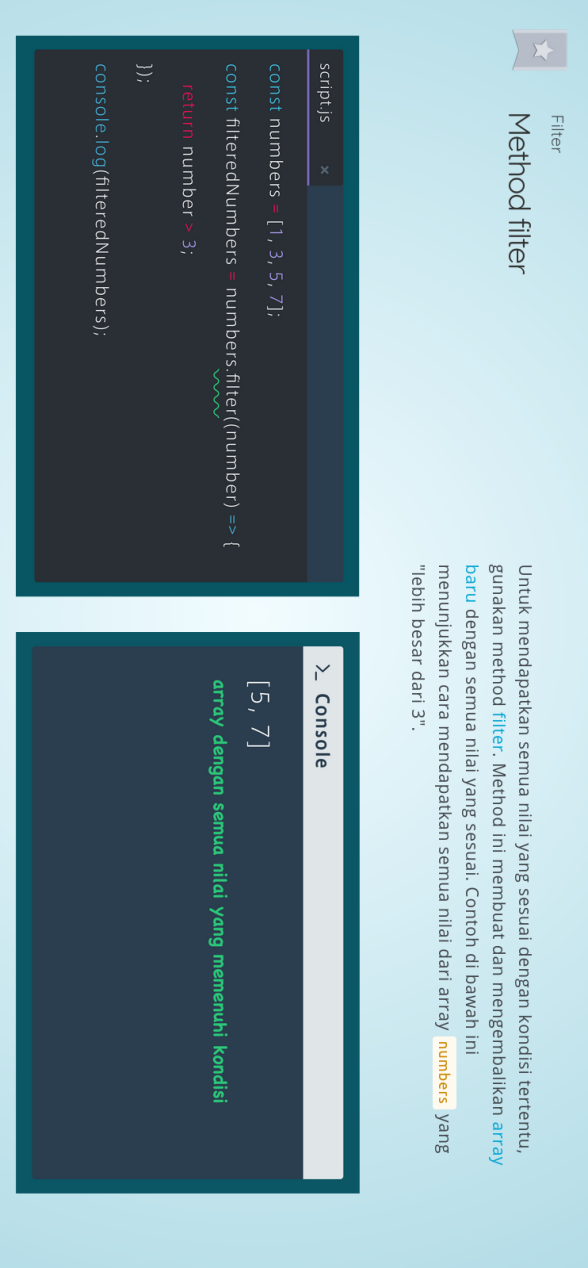 Filter
Method filter
Untuk mendapatkan semua nilai yang sesuai dengan kondisi tertentu,
gunakan method filter. Method ini membuat dan mengembalikan array
baru dengan semua nilai yang sesuai. Contoh di bawah ini
menunjukkan cara mendapatkan semua nilai dari array numbers yang
"lebih besar dari 3".
script.js ×
const numbers = [1, 3, 5, 7];
const filteredNumbers = numbers.filter((number) => {
return number > 3;
});
console.log(filteredNumbers);
>_ Console
[5, 7]
array dengan semua nilai yang memenuhi kondisi